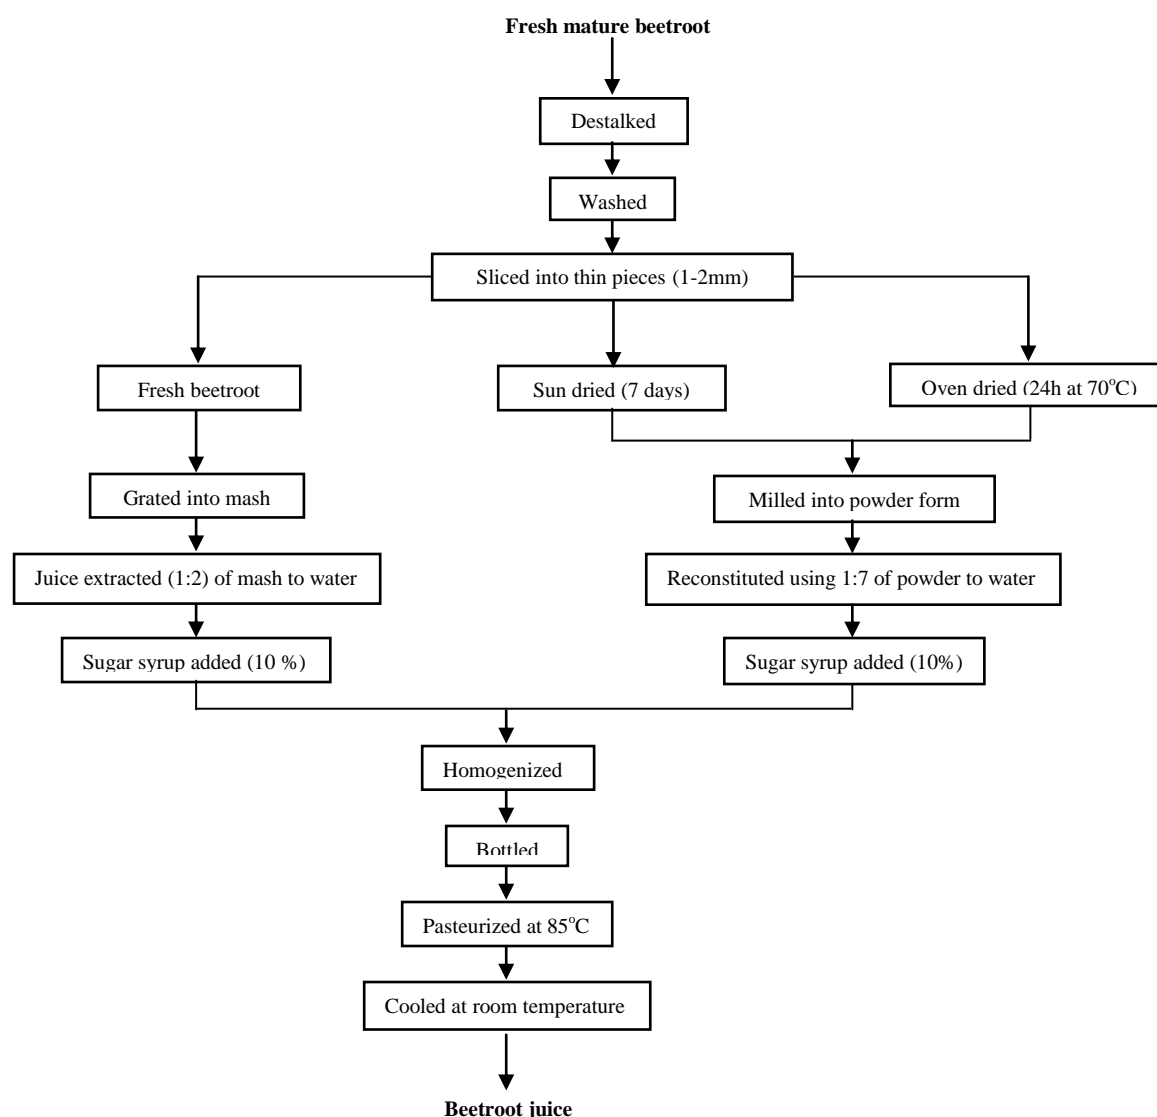 Fresh mature beetroot
Destalked
Washed
Sliced into thin pieces (1-2mm)
Fresh beetroot
Sun dried (7 days)
Oven dried (24h at 70°C)
Grated into mash
Milled into powder form
Juice extracted (1:2) of mash to water
Reconstituted using 1:7 of powder to water
Sugar syrup added (10 %)
Sugar syrup added (10%)
Homogenized
Bottled
Pasteurized at 85°C
Cooled at room temperature
Beetroot juice